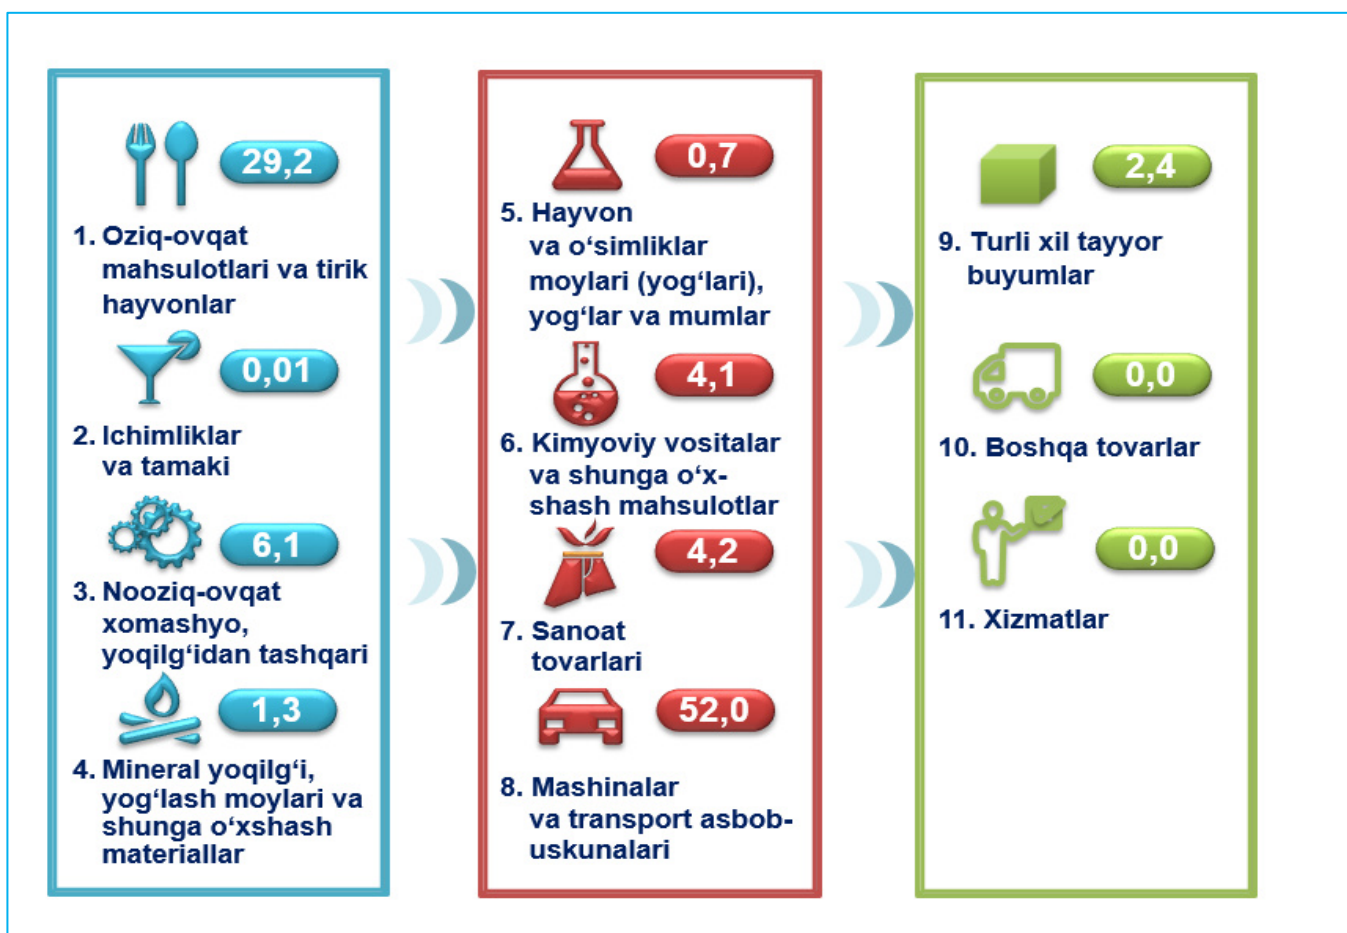 29,2
1. Oziq-ovqat
mahsulotlari va tirik
hayvonlar
0,01
2. Ichimliklar
va tamaki
6,1
3. Nooziq-ovqat
xomashyo,
yoqilg‘idan tashqari
1,3
4. Mineral yoqilg‘i,
yog‘lash moylari va
shunga o‘xshash
materiallar
0,7
5. Hayvon
va o‘simliklar
moylari (yog‘lari),
yog‘lar va mumlar
4,1
6. Kimyoviy vositalar
va shunga o‘x-
shash mahsulotlar
4,2
7. Sanoat
tovarlari
52,0
8. Mashinalar
va transport asbob-
uskunalari
2,4
9. Turli xil tayyor
buyumlar
0,0
10. Boshqa tovarlar
0,0
11. Xizmatlar